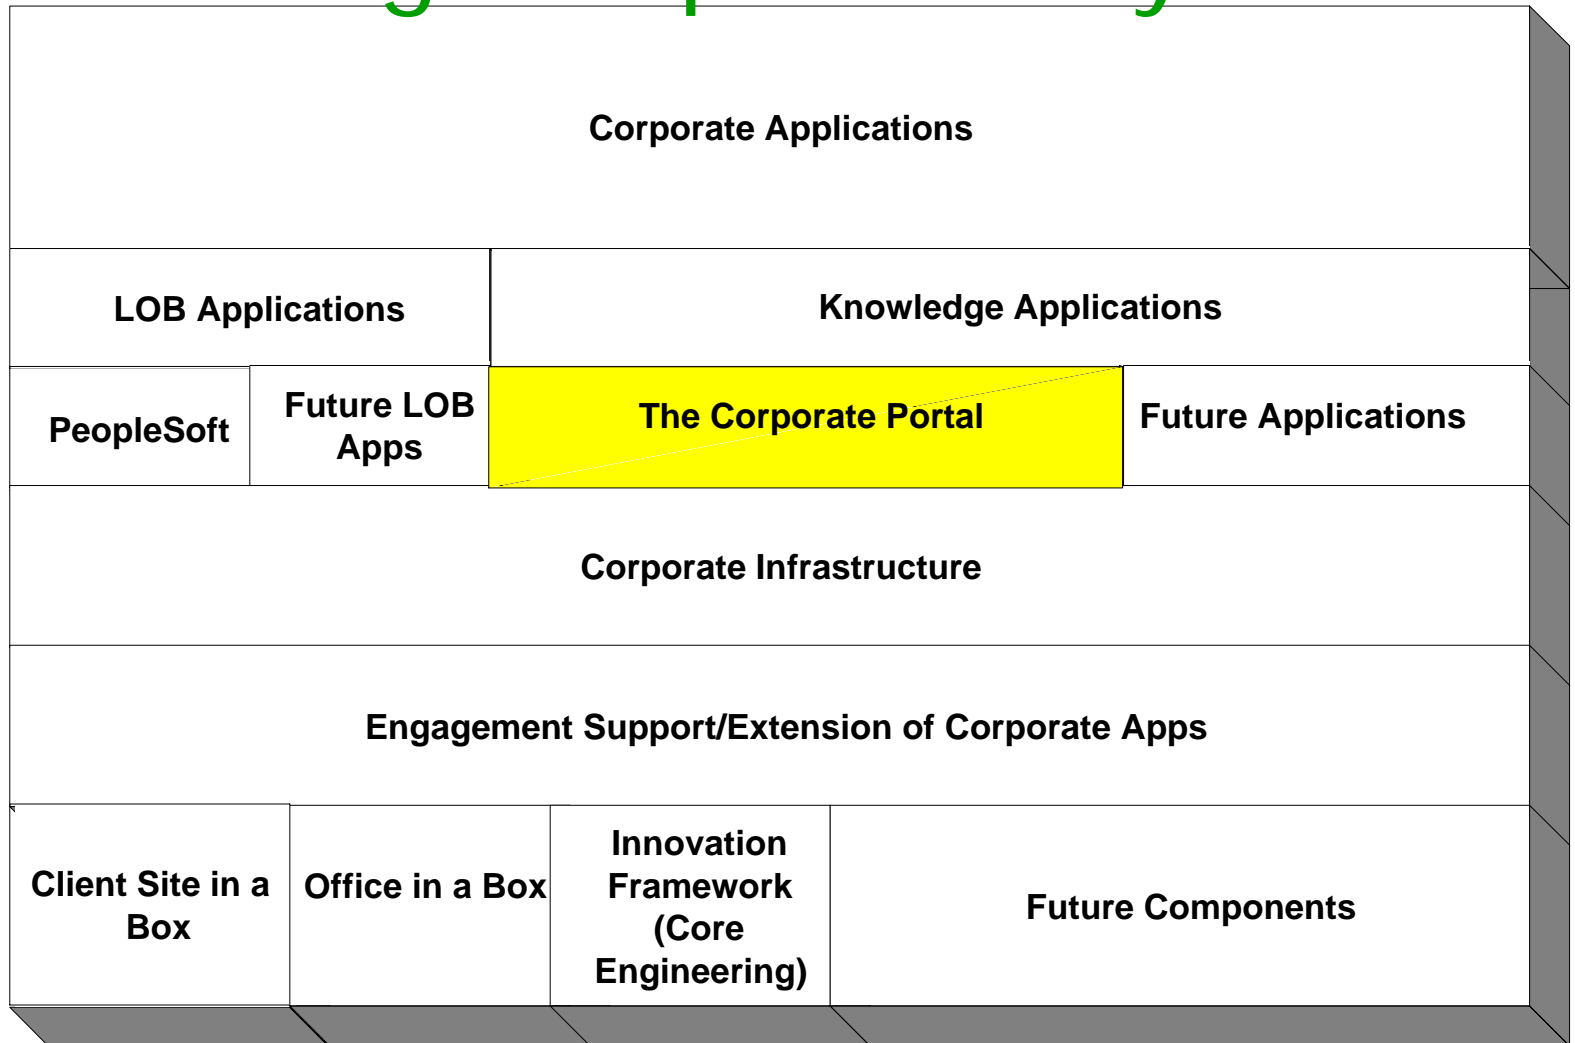 Corporate Applications
LOB Applications
Knowledge Applications
PeopleSoft
Future LOB
Apps
The Corporate Portal
Future Applications
Corporate Infrastructure
Engagement Support/Extension of Corporate Apps
Client Site in a
Box
Office in a Box
Innovation
Framework
(Core
Engineering)
Future Components